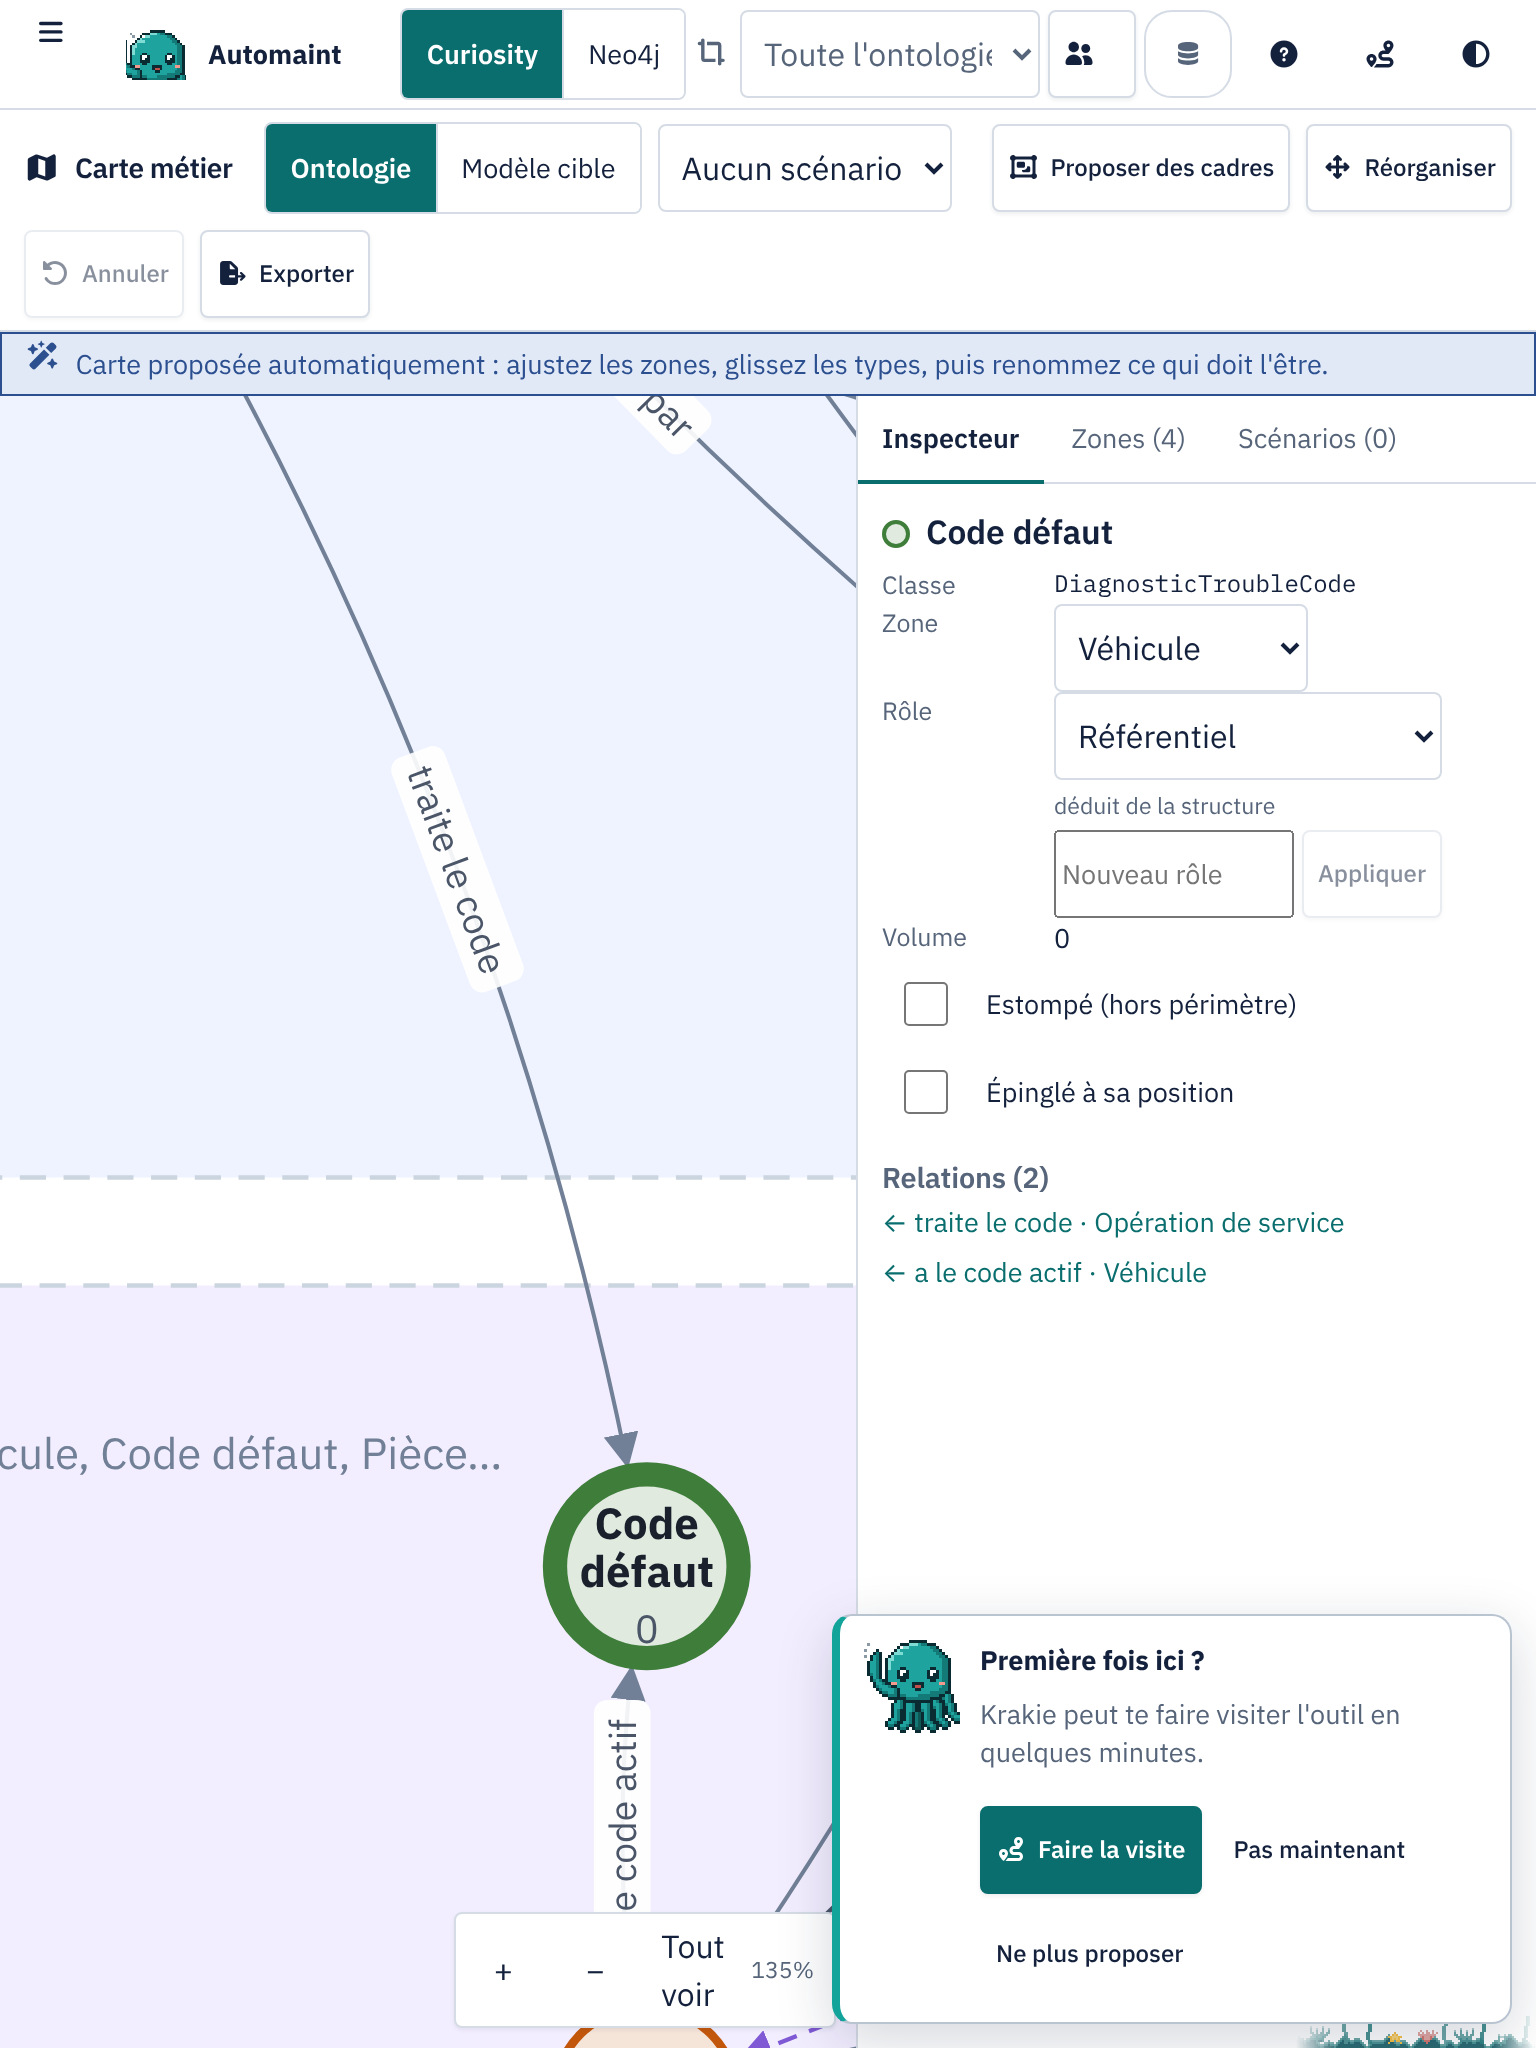 Automaint
Curiosity
Neo4j
Toute l'ontologie
Carte métier
Ontologie
Modèle cible
Aucun scénario
Proposer des cadres
Réorganiser
Annuler
Exporter
Carte proposée automatiquement : ajustez les zones, glissez les types, puis renommez ce qui doit l'être.
par
traite le code
cule, Code défaut, Pièce...
Code
défaut
0
e code actif
+
−
Tout
voir
135%
Inspecteur
Zones (4)
Scénarios (0)
Code défaut
Classe
DiagnosticTroubleCode
Zone
Véhicule
Rôle
Référentiel
déduit de la structure
Nouveau rôle
Appliquer
Volume
0
Estompé (hors périmètre)
Épinglé à sa position
Relations (2)
← traite le code · Opération de service
← a le code actif · Véhicule
Première fois ici ?
Krakie peut te faire visiter l'outil en
quelques minutes.
Faire la visite
Pas maintenant
Ne plus proposer